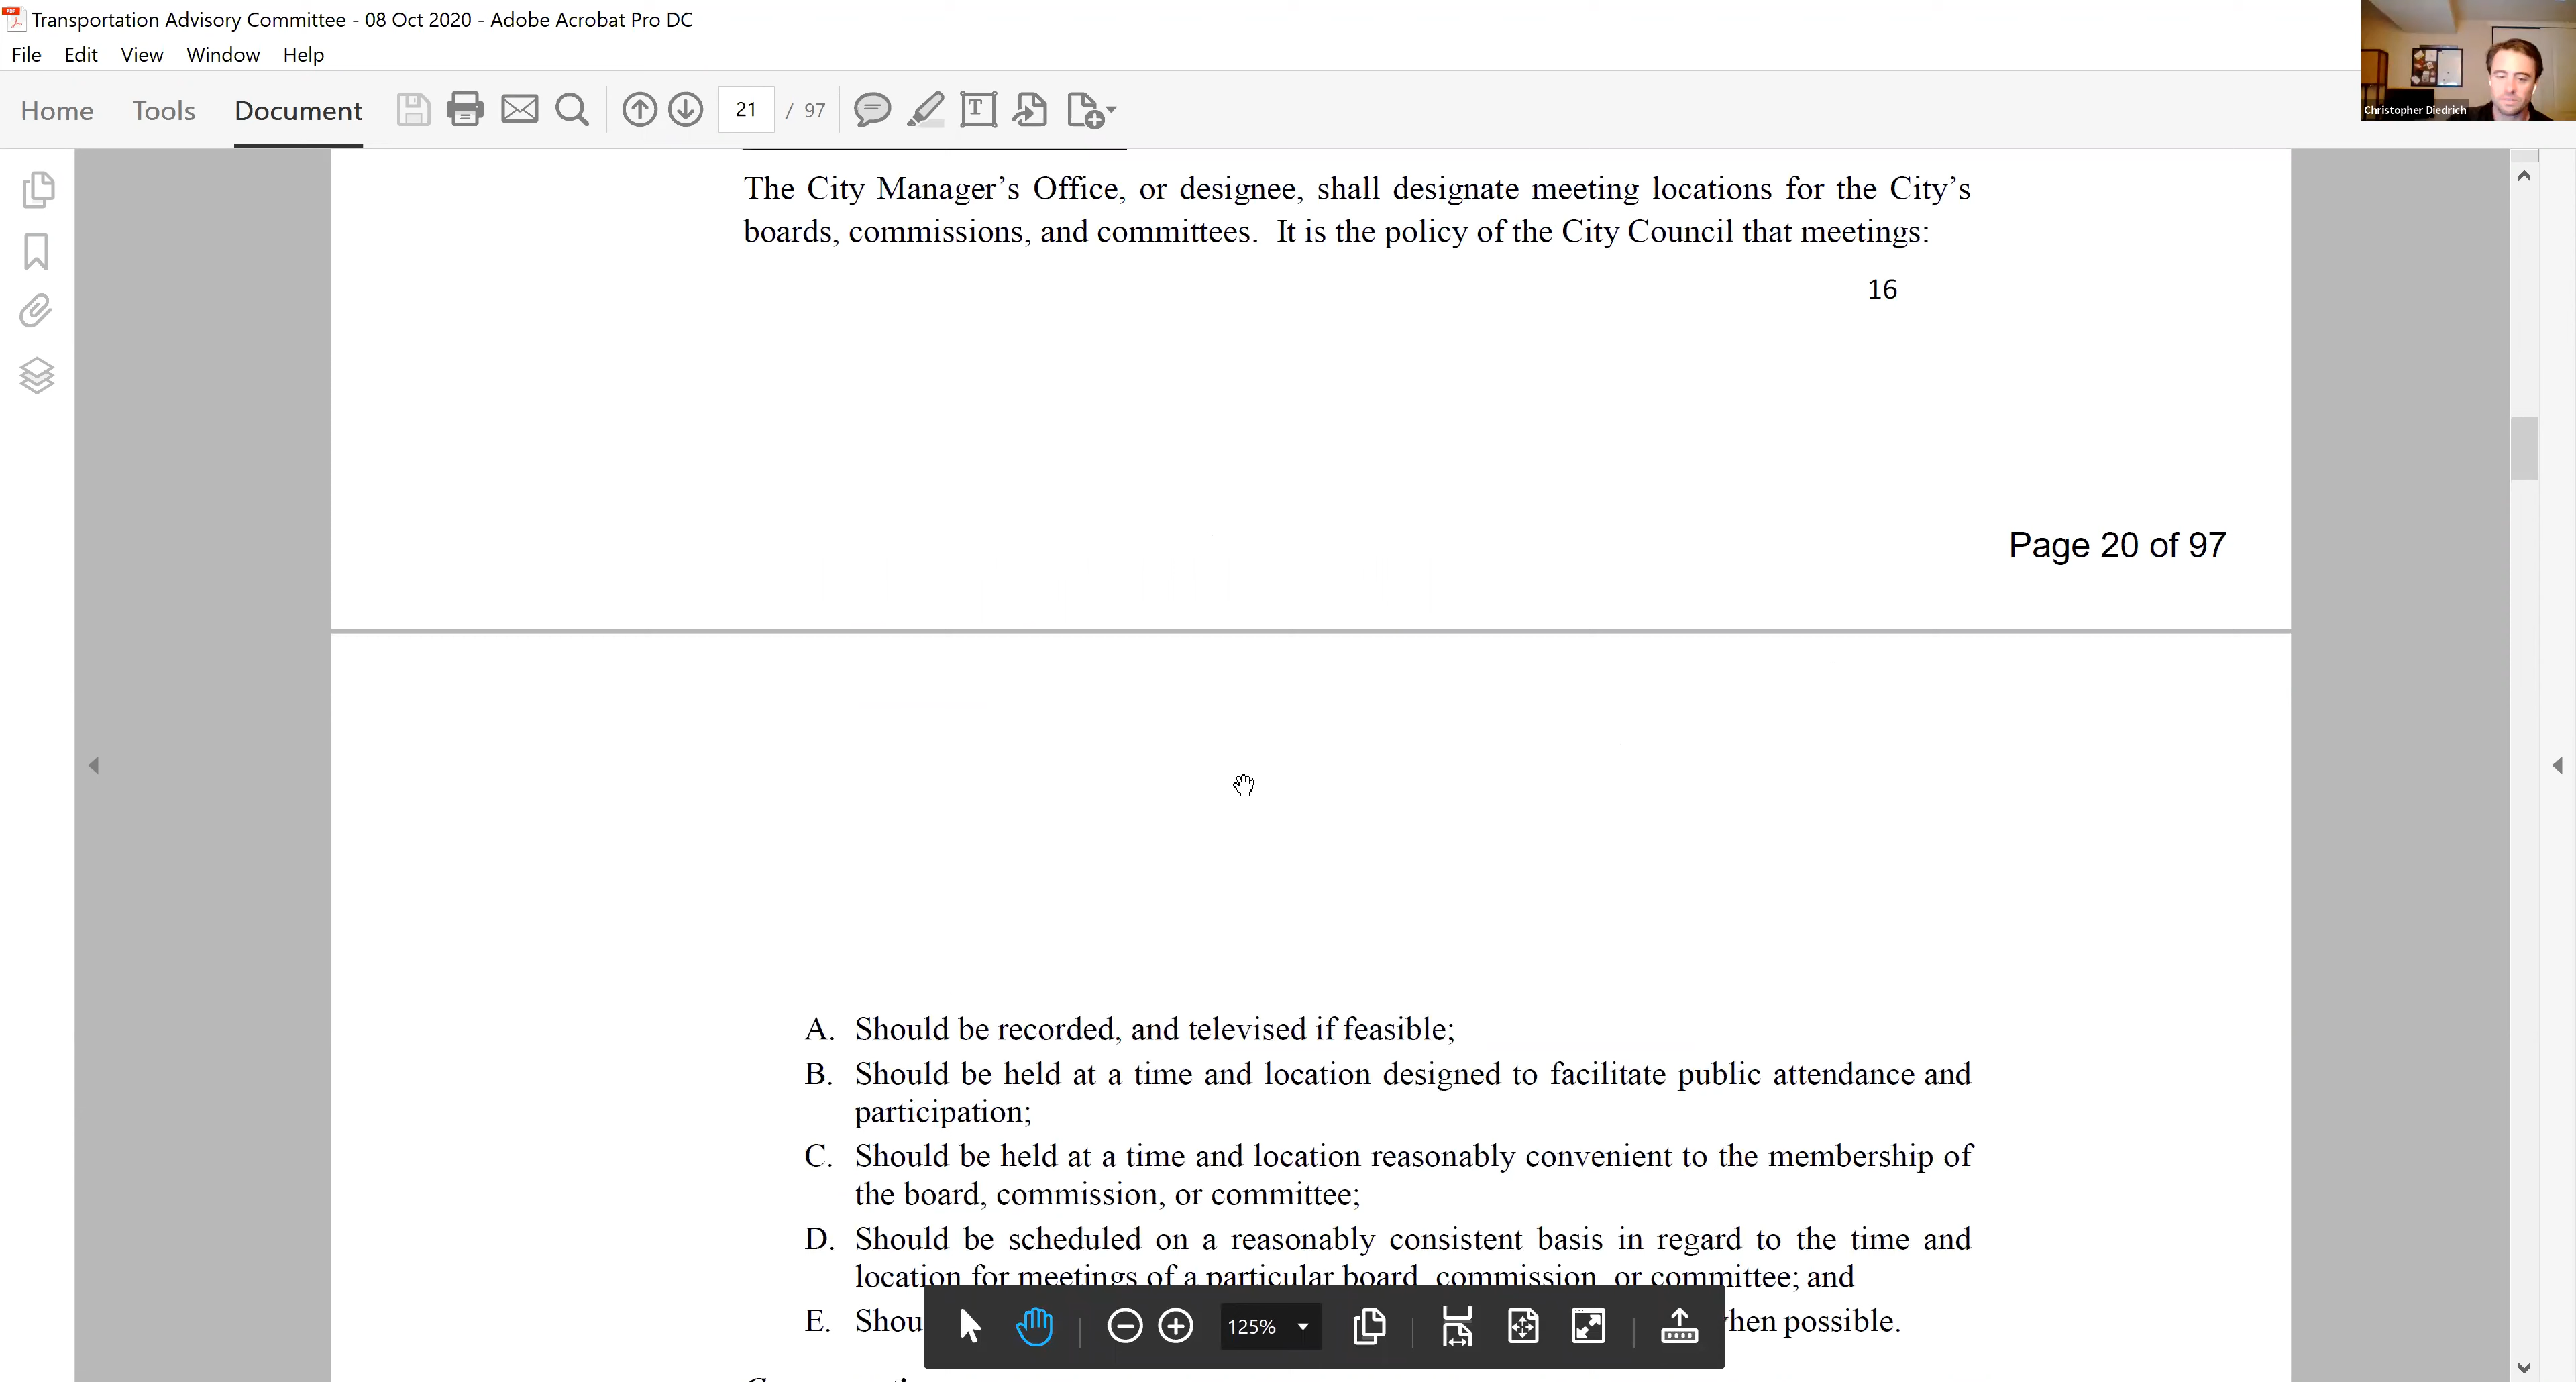 Transportation Advisory Committee - 08 Oct 2020 - Adobe Acrobat Pro DC
File Edit View Window Help
Home Tools Document 21 / 97
Christopher Diedrich
The City Manager’s Office, or designee, shall designate meeting locations for the City’s
boards, commissions, and committees. It is the policy of the City Council that meetings:
16
Page 20 of 97
A. Should be recorded, and televised if feasible;
B. Should be held at a time and location designed to facilitate public attendance and
participation;
C. Should be held at a time and location reasonably convenient to the membership of
the board, commission, or committee;
D. Should be scheduled on a reasonably consistent basis in regard to the time and
location for meetings of a particular board, commission, or committee; and
E. Shou hen possible.
125%